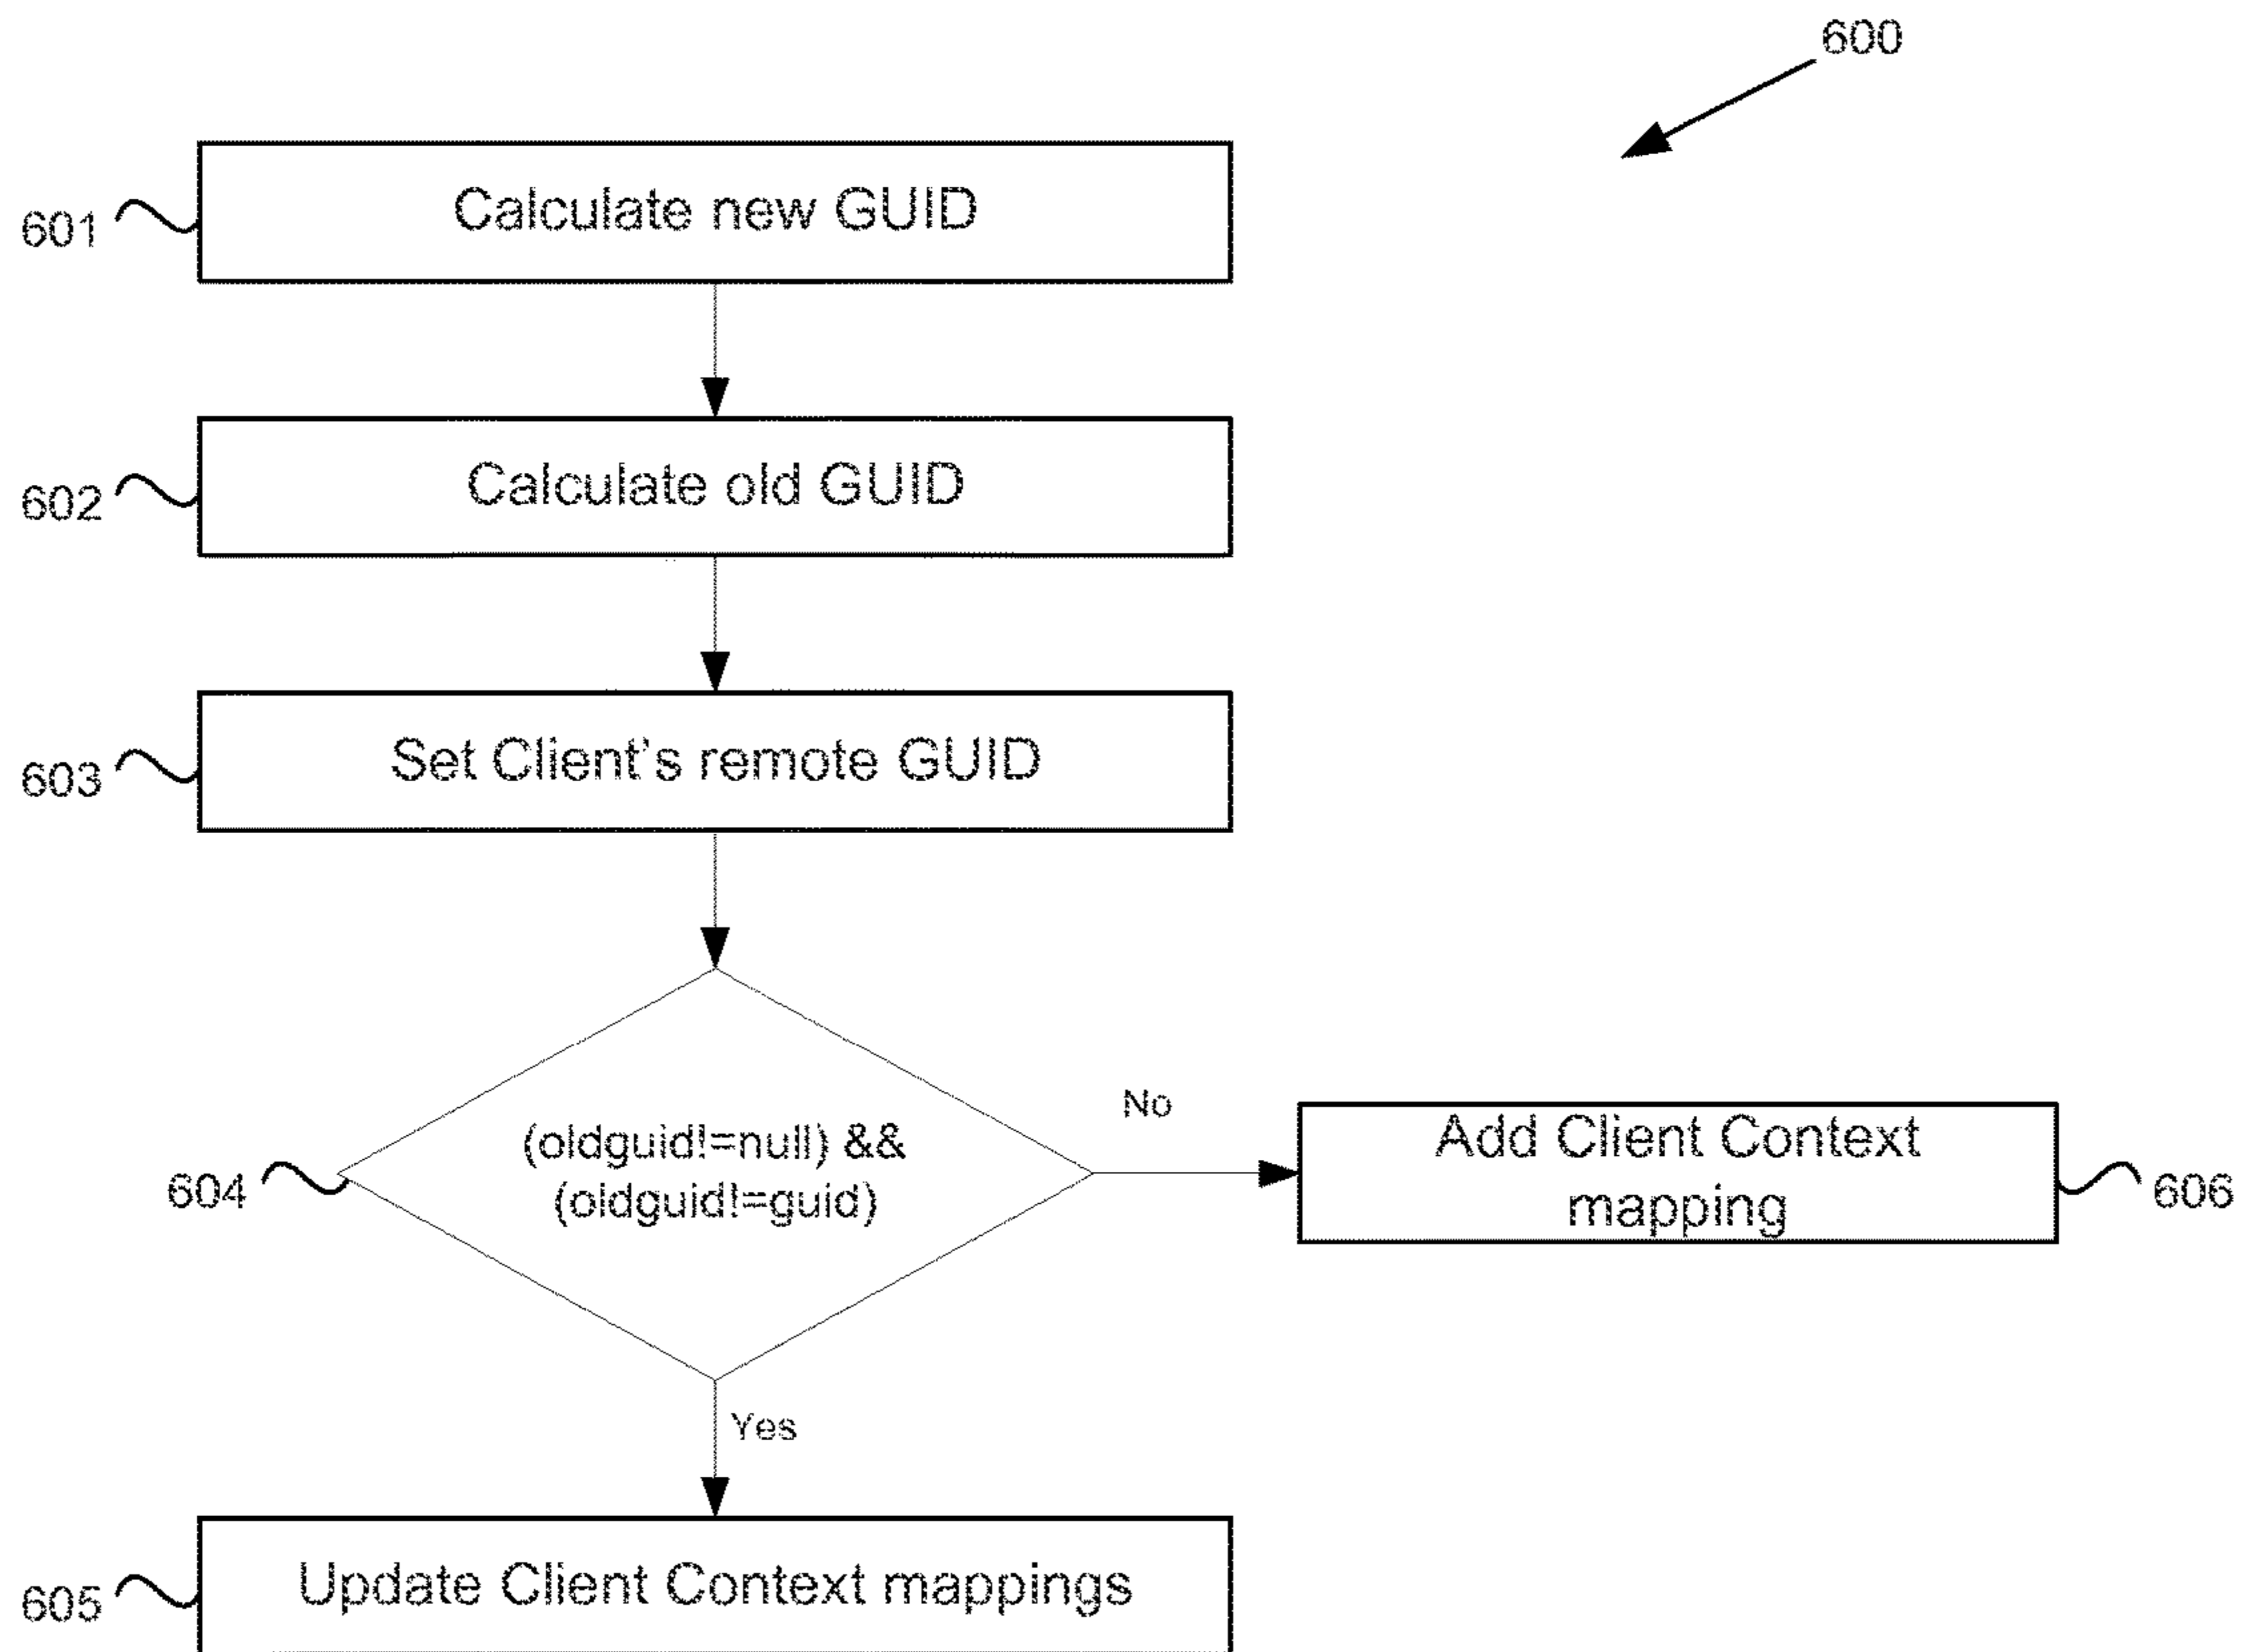 600
601
Calculate new GUID
602
Calculate old GUID
603
Set Client's remote GUID
604
(oldguid!=null) &&
(oldguid!=guid)
No
Add Client Context
mapping
606
Yes
605
Update Client Context mappings